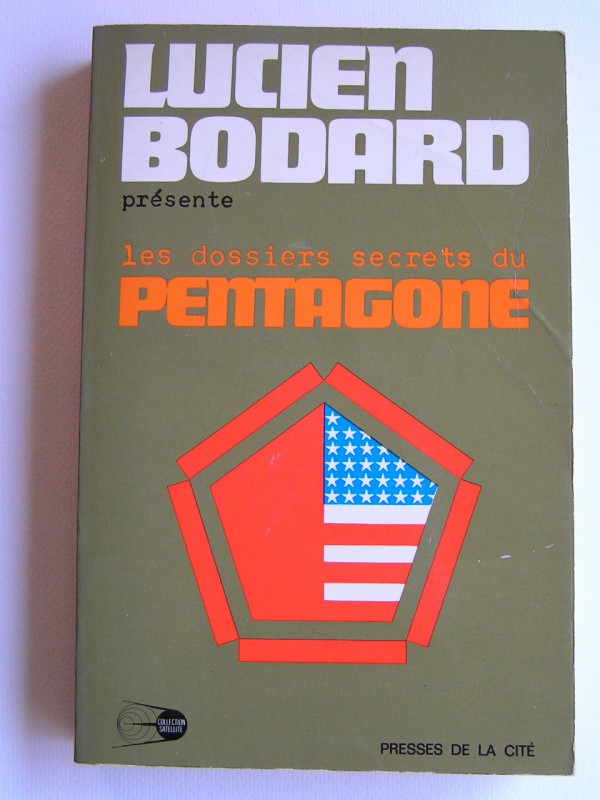 LUCIEN
BODARD
présente
les dossiers secrets du
PENTAGONE
COLLECTION
SATELLITE
PRESSES DE LA CITÉ